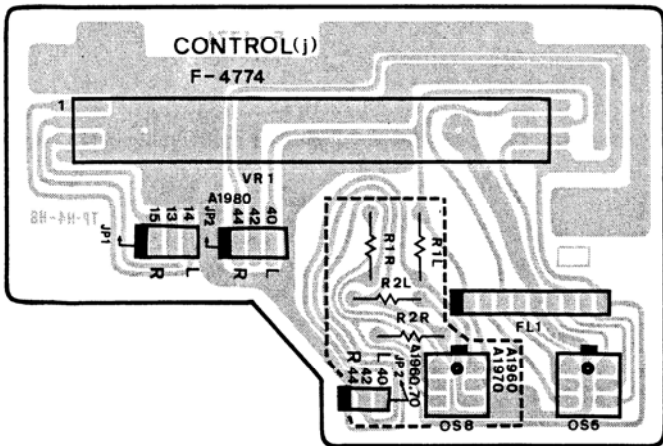 CONTROL(j)
F-4774
1
VR1
A1980
JP1
15
13
14
R
L
JP2
44
42
40
R
L
TP-N4-H8
R1R
R1L
R2L
R2R
FL1
A1960
A1970
A1960,70
JP2
R
L
44
42
40
OS8
OS6